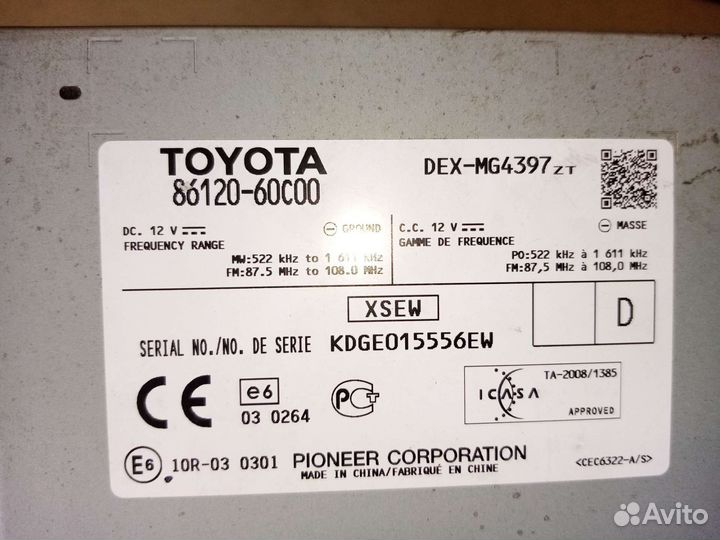 TOYOTA
86120-60C00
DEX-MG4397ZT
DC. 12 V
GROUND
FREQUENCY RANGE
MW:522 kHz to 1 611 kHz
FM:87.5 MHz to 108.0 MHz
C.C. 12 V
MASSE
GAMME DE FREQUENCE
PO:522 kHz à 1 611 kHz
FM:87,5 MHz à 108,0 MHz
XSEW
D
SERIAL NO./NO. DE SERIE KDGE015556EW
CE
e6
03 0264
РСТ
ICASA
TA-2008/1385
APPROVED
E6 10R-03 0301 PIONEER CORPORATION
MADE IN CHINA/FABRIQUÉ EN CHINE
<CEC6322-A/S>
Avito